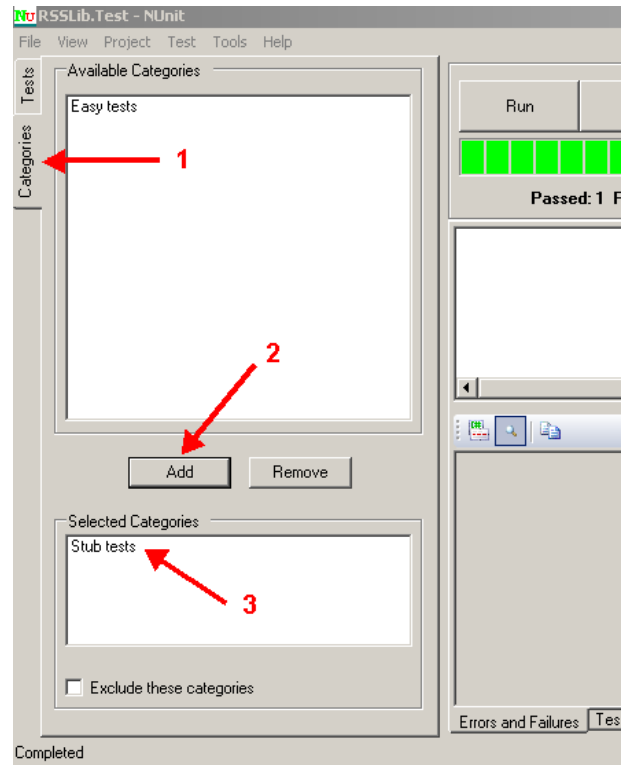 Nu RSSLib.Test - NUnit
File View Project Test Tools Help
Tests
Categories
Available Categories
Easy tests
1
2
Add Remove
Selected Categories
Stub tests
3
Exclude these categories
Run
Passed: 1 F
Errors and Failures Tes
Completed